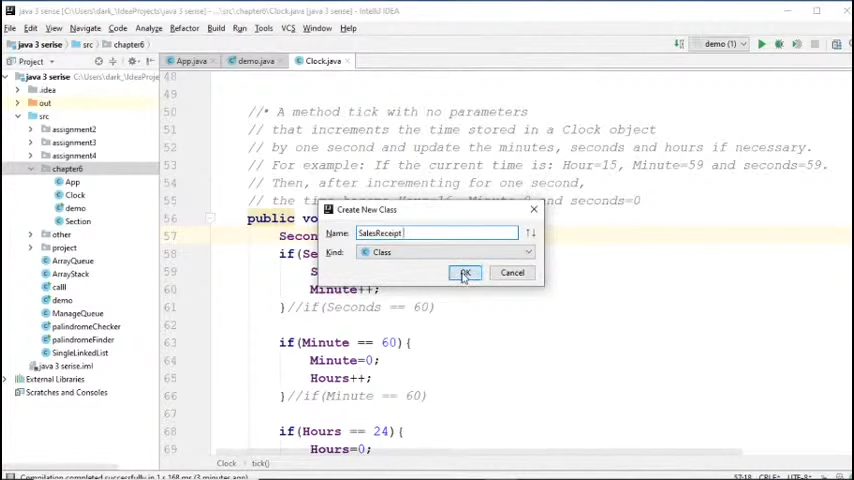 java 3 serise [C:\Users\dark_\IdeaProjects\java 3 serise] - ...\src\chapter6\Clock.java [java 3 serise] - IntelliJ IDEA
File Edit View Navigate Code Analyze Refactor Build Run Tools VCS Window Help
java 3 serise src chapter6 demo (1)
Project App.java demo.java Clock.java
java 3 serise C:\Users\dark_\IdeaProje
.idea
out
src
assignment2
assignment3
assignment4
chapter6
App
Clock
demo
Section
other
project
ArrayQueue
ArrayStack
calll
demo
ManageQueue
palindromeChecker
palindromeFinder
SingleLinkedList
java 3 serise.iml
External Libraries
Scratches and Consoles
48
49
50 //• A method tick with no parameters
51 // that increments the time stored in a Clock object
52 // by one second and update the minutes, seconds and hours if necessary.
53 // For example: If the current time is: Hour=15, Minute=59 and seconds=59.
54 // Then, after incrementing for one second,
55
56 public vo
57 Secon
58 if(Se
59 S
60 Minute++;
61 }//if(Seconds == 60)
62
63 if(Minute == 60){
64 Minute=0;
65 Hours++;
66 }//if(Minute == 60)
67
68 if(Hours == 24){
69 Hours=0;
Create New Class
Name: SalesReceipt
Kind: Class
OK Cancel
Clock tick()
Compilation completed successfully in 1 s 168 ms (3 minutes ago) 57:18 CRLF UTF-8